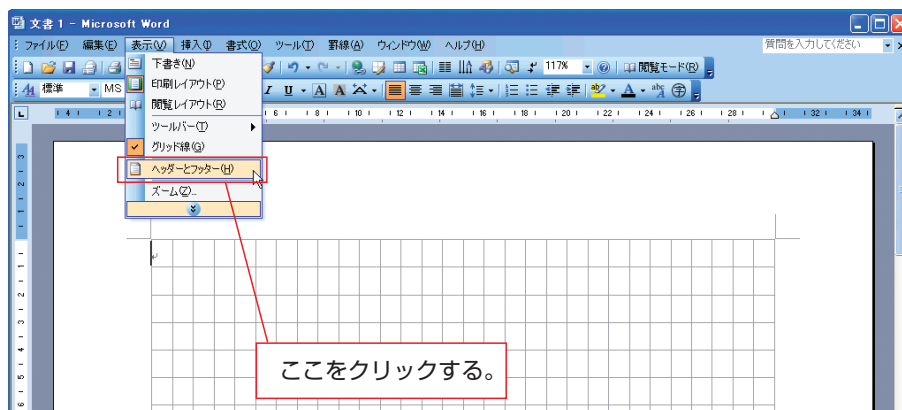 文書 1 - Microsoft Word
ファイル(F) 編集(E) 表示(V) 挿入(I) 書式(O) ツール(T) 罫線(A) ウィンドウ(W) ヘルプ(H) 質問を入力してください
下書き(N)
117% 閲覧モード(R)
印刷レイアウト(P)
標準 MS
閲覧レイアウト(R)
ツールバー(T)
グリッド線(G)
ヘッダーとフッター(H)
ズーム(Z)...
ここをクリックする。